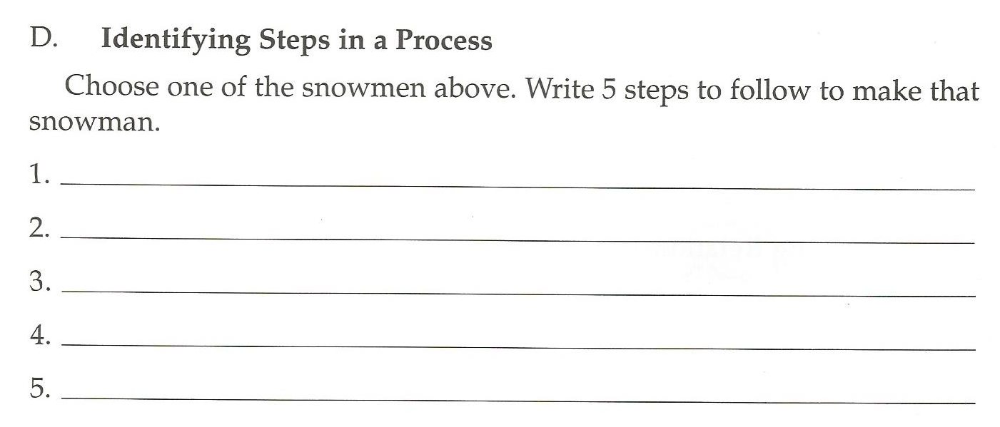 D. Identifying Steps in a Process
Choose one of the snowmen above. Write 5 steps to follow to make that
snowman.
1.
2.
3.
4.
5.